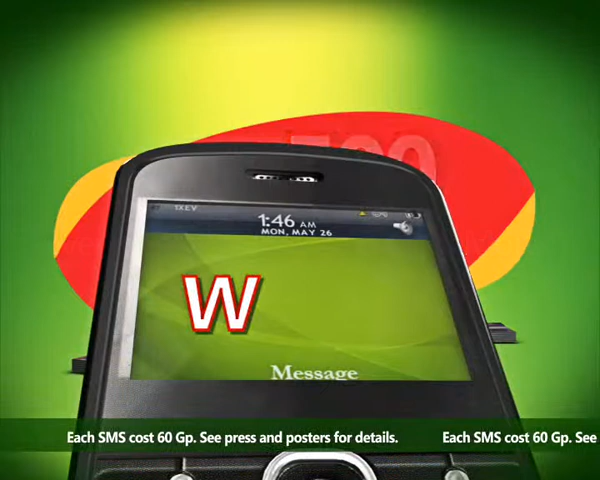 1:46 AM
MON, MAY 26
W
Message
Each SMS cost 60 Gp. See press and posters for details.
Each SMS cost 60 Gp. See